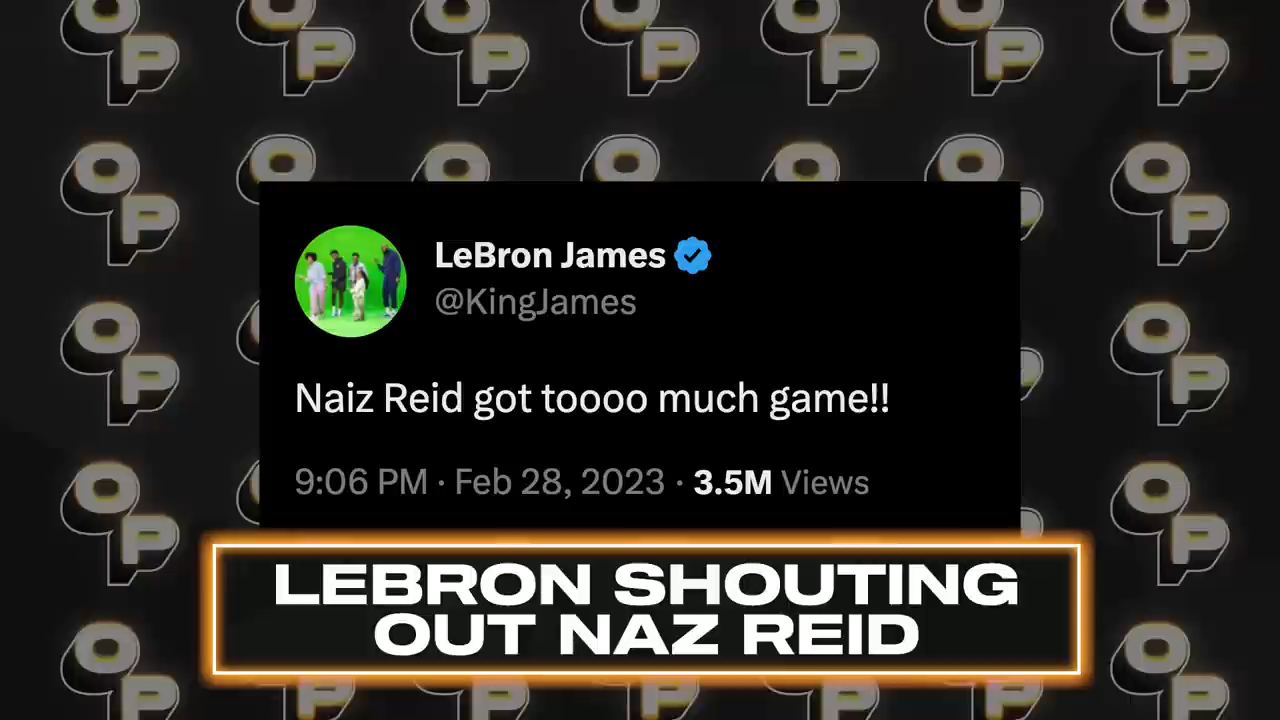 LeBron James
@KingJames
Naiz Reid got toooo much game!!
9:06 PM · Feb 28, 2023 · 3.5M Views
LEBRON SHOUTING
OUT NAZ REID
OP